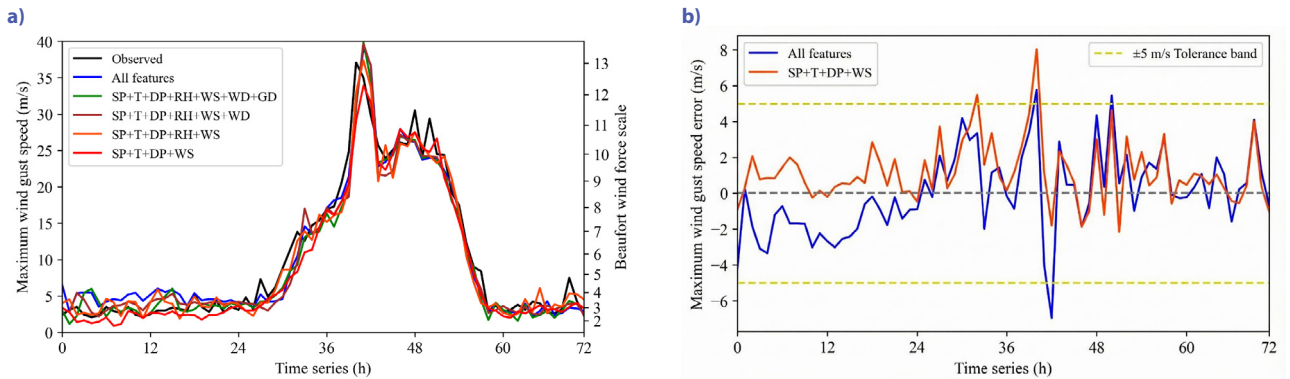 a)
Maximum wind gust speed (m/s)
40
35
30
25
20
15
10
5
0
Observed
All features
SP+T+DP+RH+WS+WD+GD
SP+T+DP+RH+WS+WD
SP+T+DP+RH+WS
SP+T+DP+WS
13
12
11
10
9
8
7
6
5
4
3
2
Beaufort wind force scale
0 12 24 36 48 60 72
Time series (h)
b)
Maximum wind gust speed error (m/s)
8
6
4
2
0
−2
−4
−6
All features
SP+T+DP+WS
±5 m/s Tolerance band
0 12 24 36 48 60 72
Time series (h)